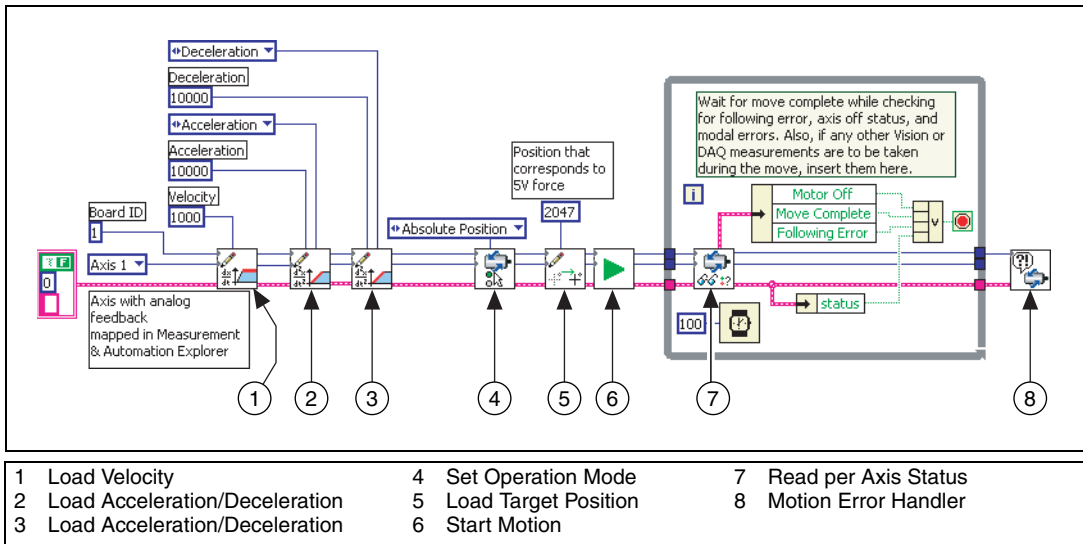 Deceleration
Deceleration
10000
Acceleration
Acceleration
10000
Velocity
1000
Board ID
1
Axis 1
F
0
Axis with analog
feedback
mapped in Measurement
& Automation Explorer
Absolute Position
Position that
corresponds to
5V force
2047
Wait for move complete while checking
for following error, axis off status, and
modal errors. Also, if any other Vision or
DAQ measurements are to be taken
during the move, insert them here.
i
Motor Off
Move Complete
Following Error
v
status
100
?!
1
2
3
4
5
6
7
8
1 Load Velocity
2 Load Acceleration/Deceleration
3 Load Acceleration/Deceleration
4 Set Operation Mode
5 Load Target Position
6 Start Motion
7 Read per Axis Status
8 Motion Error Handler